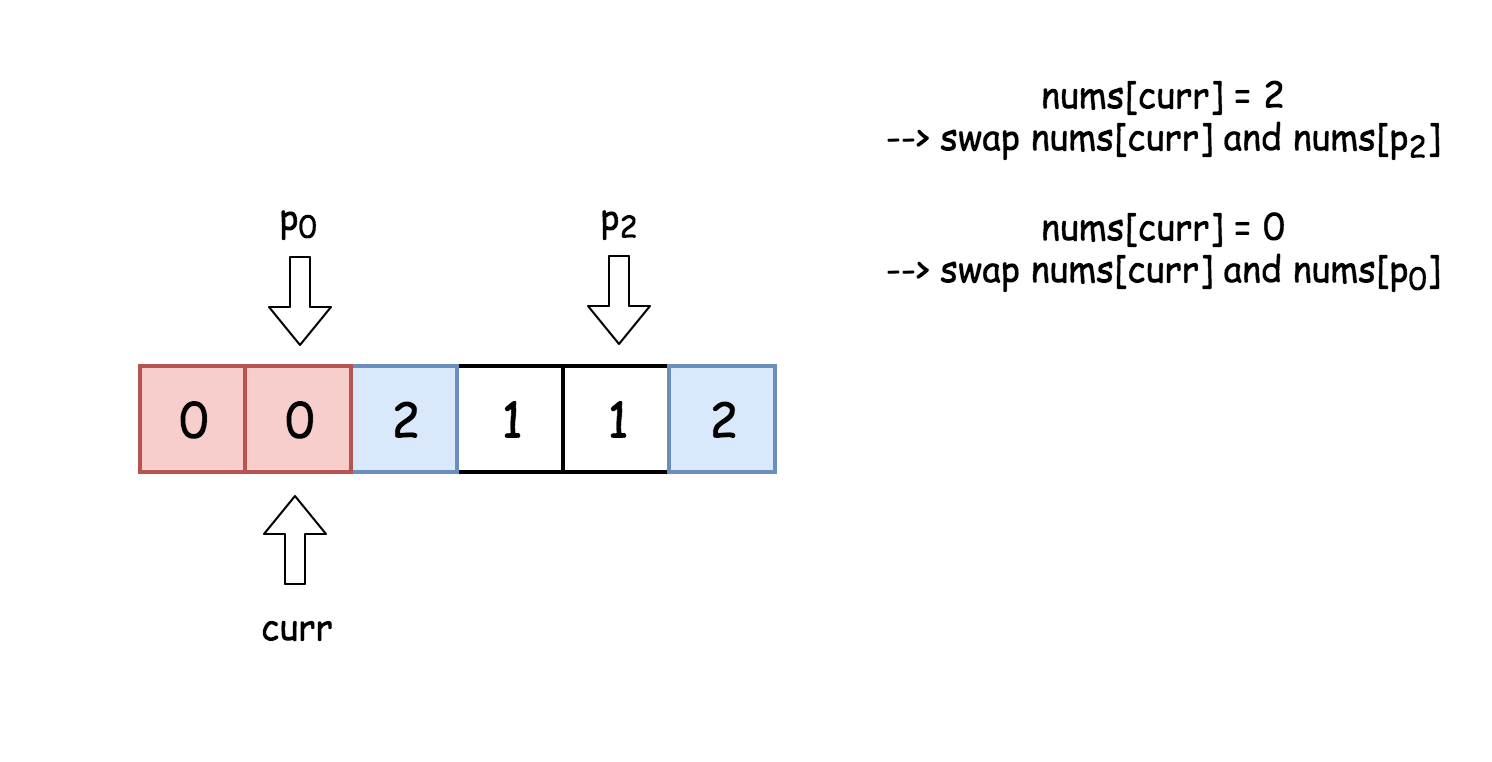 nums[curr] = 2
--> swap nums[curr] and nums[p2]
nums[curr] = 0
--> swap nums[curr] and nums[p0]
p0 p2
0 0 2 1 1 2
curr